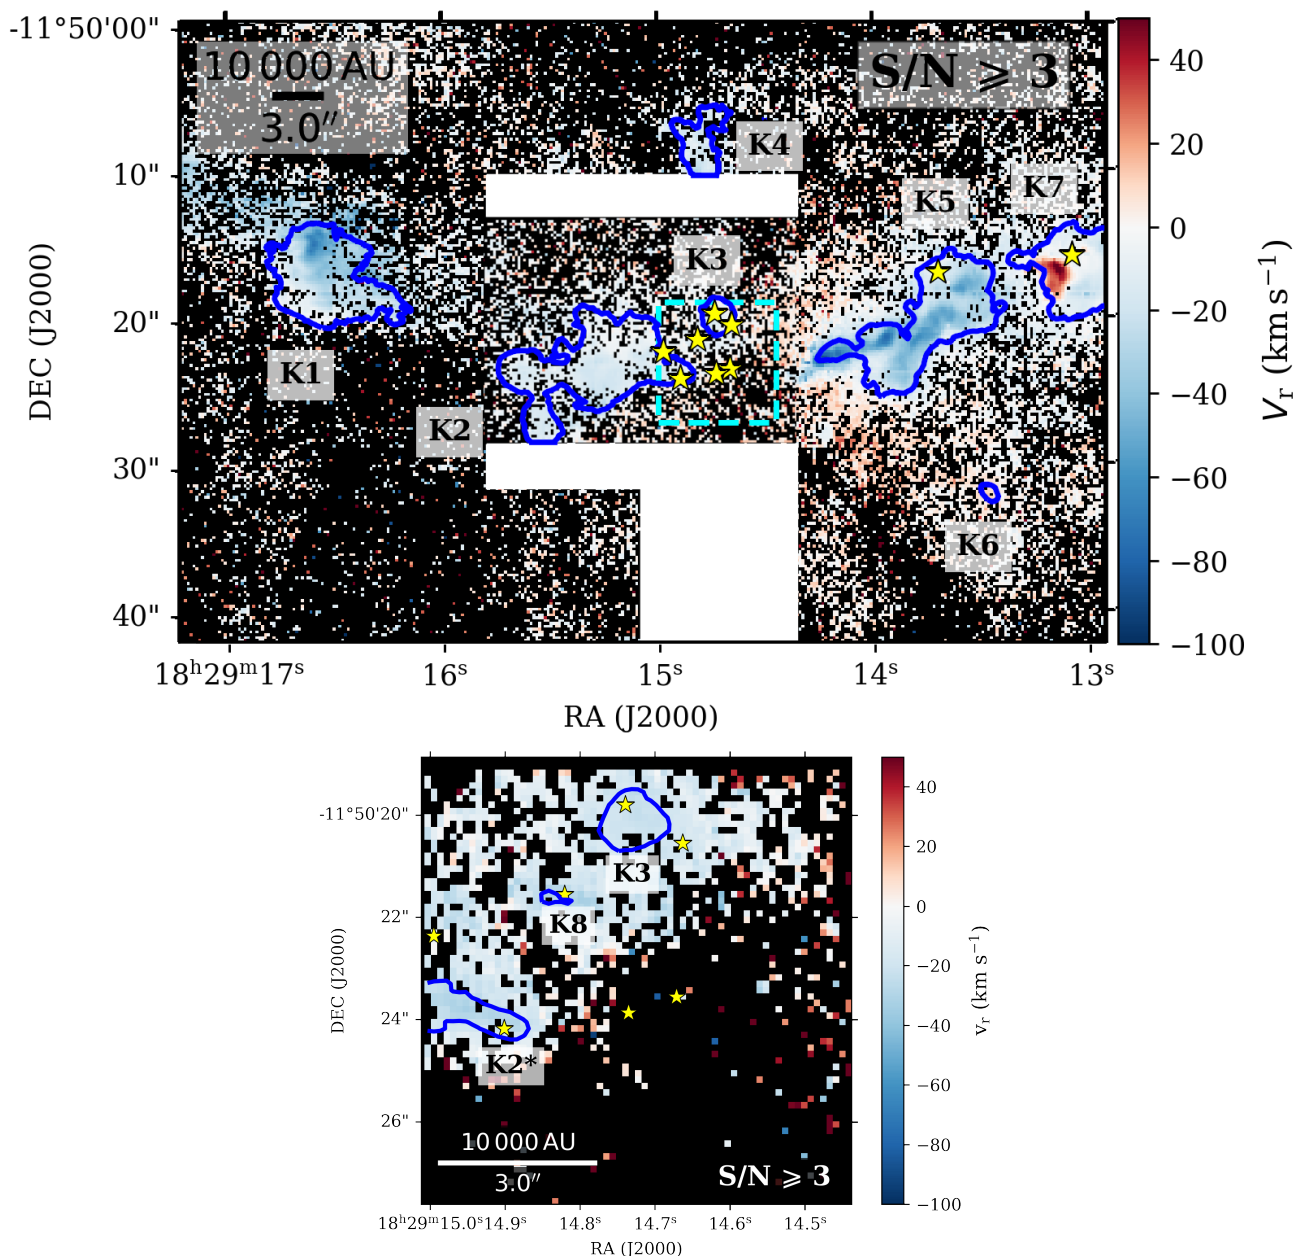 -11°50'00"
10"
20"
30"
40"
DEC (J2000)
10 000 AU
3.0″
S/N ⩾ 3
K4
K5
K7
K3
K1
K2
K6
40
20
0
−20
−40
−60
−80
−100
Vr (km s⁻¹)
18ʰ29ᵐ17ˢ
16ˢ
15ˢ
14ˢ
13ˢ
RA (J2000)
-11°50'20"
22"
24"
26"
DEC (J2000)
K3
K8
K2*
10 000 AU
3.0″
S/N ⩾ 3
40
20
0
−20
−40
−60
−80
−100
vr (km s⁻¹)
18ʰ29ᵐ15.0ˢ14.9ˢ
14.8ˢ
14.7ˢ
14.6ˢ
14.5ˢ
RA (J2000)